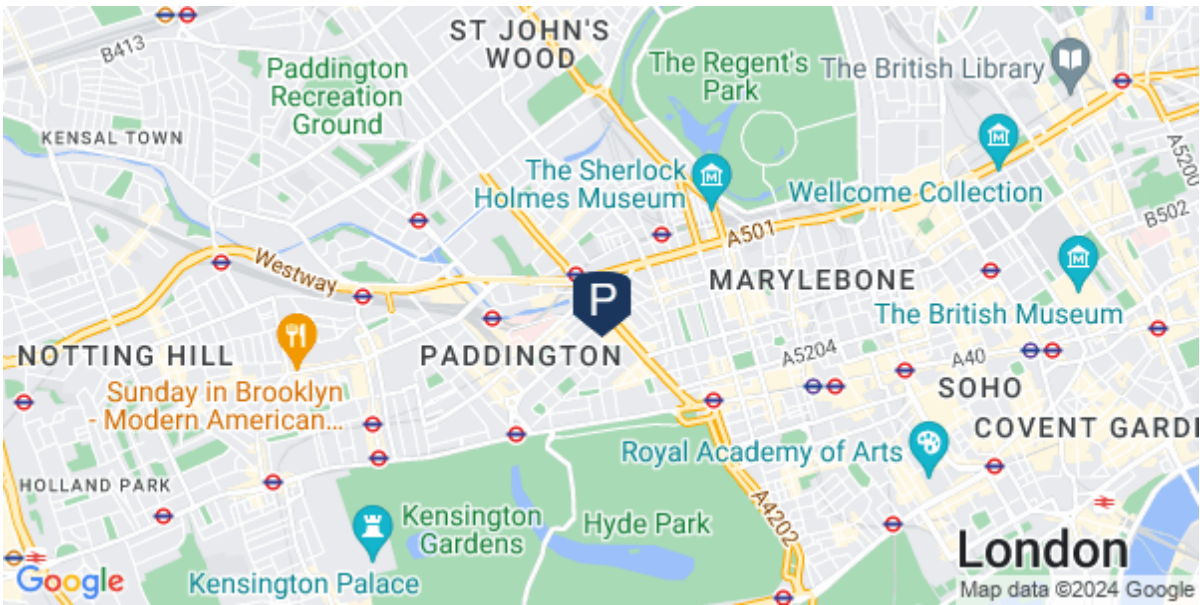 B413
ST JOHN'S
WOOD
The Regent's
Park
The British Library
Paddington
Recreation
Ground
KENSAL TOWN
A5200
The Sherlock
Holmes Museum
M
M
Wellcome Collection
B502
A501
Westway
MARYLEBONE
M
The British Museum
P
NOTTING HILL
PADDINGTON
A5204
A40
Sunday in Brooklyn
- Modern American...
SOHO
COVENT GARD
Royal Academy of Arts
HOLLAND PARK
A4202
Kensington
Gardens
Hyde Park
Kensington Palace
London
Google
Map data ©2024 Google